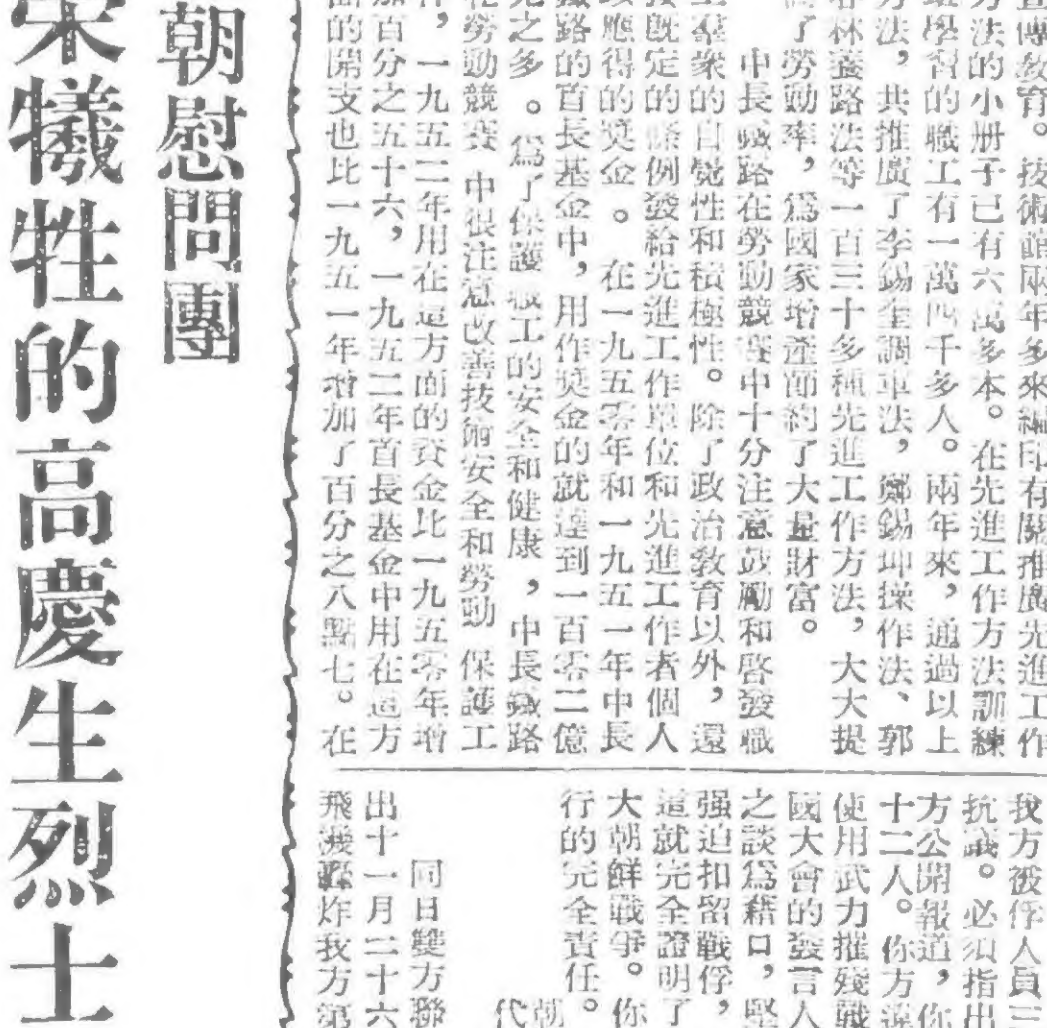 宣傳教育。技術館兩年多來編印有關推廣先進工作
方法的小册子已有六萬多本。在先進工作方法訓練
班學習的職工有一萬四千多人。兩年來，通過以上
方法，共推廣了李錫奎調車法，鄭錫坤操作法、郭
春林養路法等一百三十多種先進工作方法，大大提
高了勞動率，爲國家增產節約了大量財富。
中長鐵路在勞動競賽中十分注意鼓勵和啓發職
工羣衆的自覺性和積極性。除了政治教育以外，還
按旣定的條例發給先進工作單位和先進工作者個人
以應得的奬金。在一九五零年和一九五一年中長
鐵路的首長基金中，用作奬金的就達到一百零二億
元之多。爲了保護職工的安全和健康，中長鐵路
在勞動競賽中很注意改善技術安全和勞動保護工
作，一九五二年用在這方面的資金比一九五零年增
加百分之五十六，一九五二年首長基金中用在這方
面的開支也比一九五一年增加了百分之八點七。在
我方被俘人員三
抗議。必須指出
方公開報道，你
十二人。你方
使用武力摧殘戰
國大會的發言人
之談爲藉口，堅
强迫扣留戰俘，
這就完全證明了
大朝鮮戰爭。你
行的完全責任。
朝
代
同日雙方聯
出十一月二十六
飛機轟炸我方第
朝慰問團
犧牲的高慶生烈士